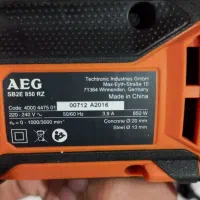 AEG
SB2E 850 RZ
Techtronic Industries GmbH
Max-Eyth-Straße 10
71364 Winnenden, Germany
Made in China
Code: 4000 4475 01
00712 A2016
220 - 240 V ~ 50/60 Hz 3.9 A 850 W
n₀ = 0 - 1500/3000 min⁻¹
Concrete Ø 20 mm
Steel Ø 13 mm